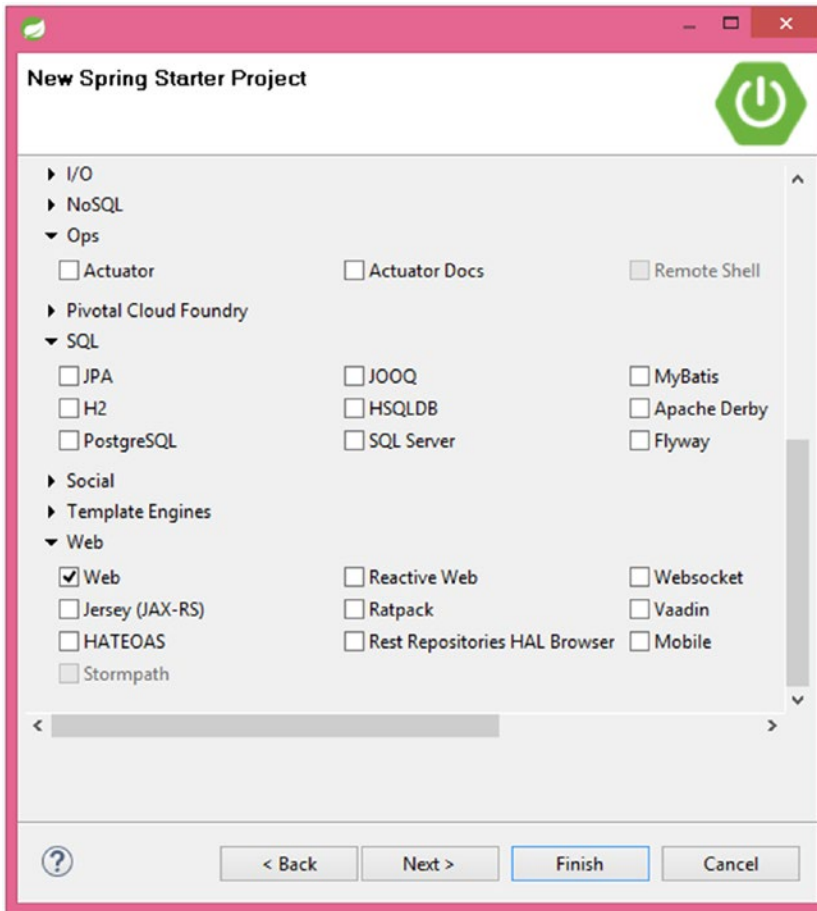 New Spring Starter Project
I/O
NoSQL
Ops
Actuator Actuator Docs Remote Shell
Pivotal Cloud Foundry
SQL
JPA JOOQ MyBatis
H2 HSQLDB Apache Derby
PostgreSQL SQL Server Flyway
Social
Template Engines
Web
Web Reactive Web Websocket
Jersey (JAX-RS) Ratpack Vaadin
HATEOAS Rest Repositories HAL Browser Mobile
Stormpath
? < Back Next > Finish Cancel